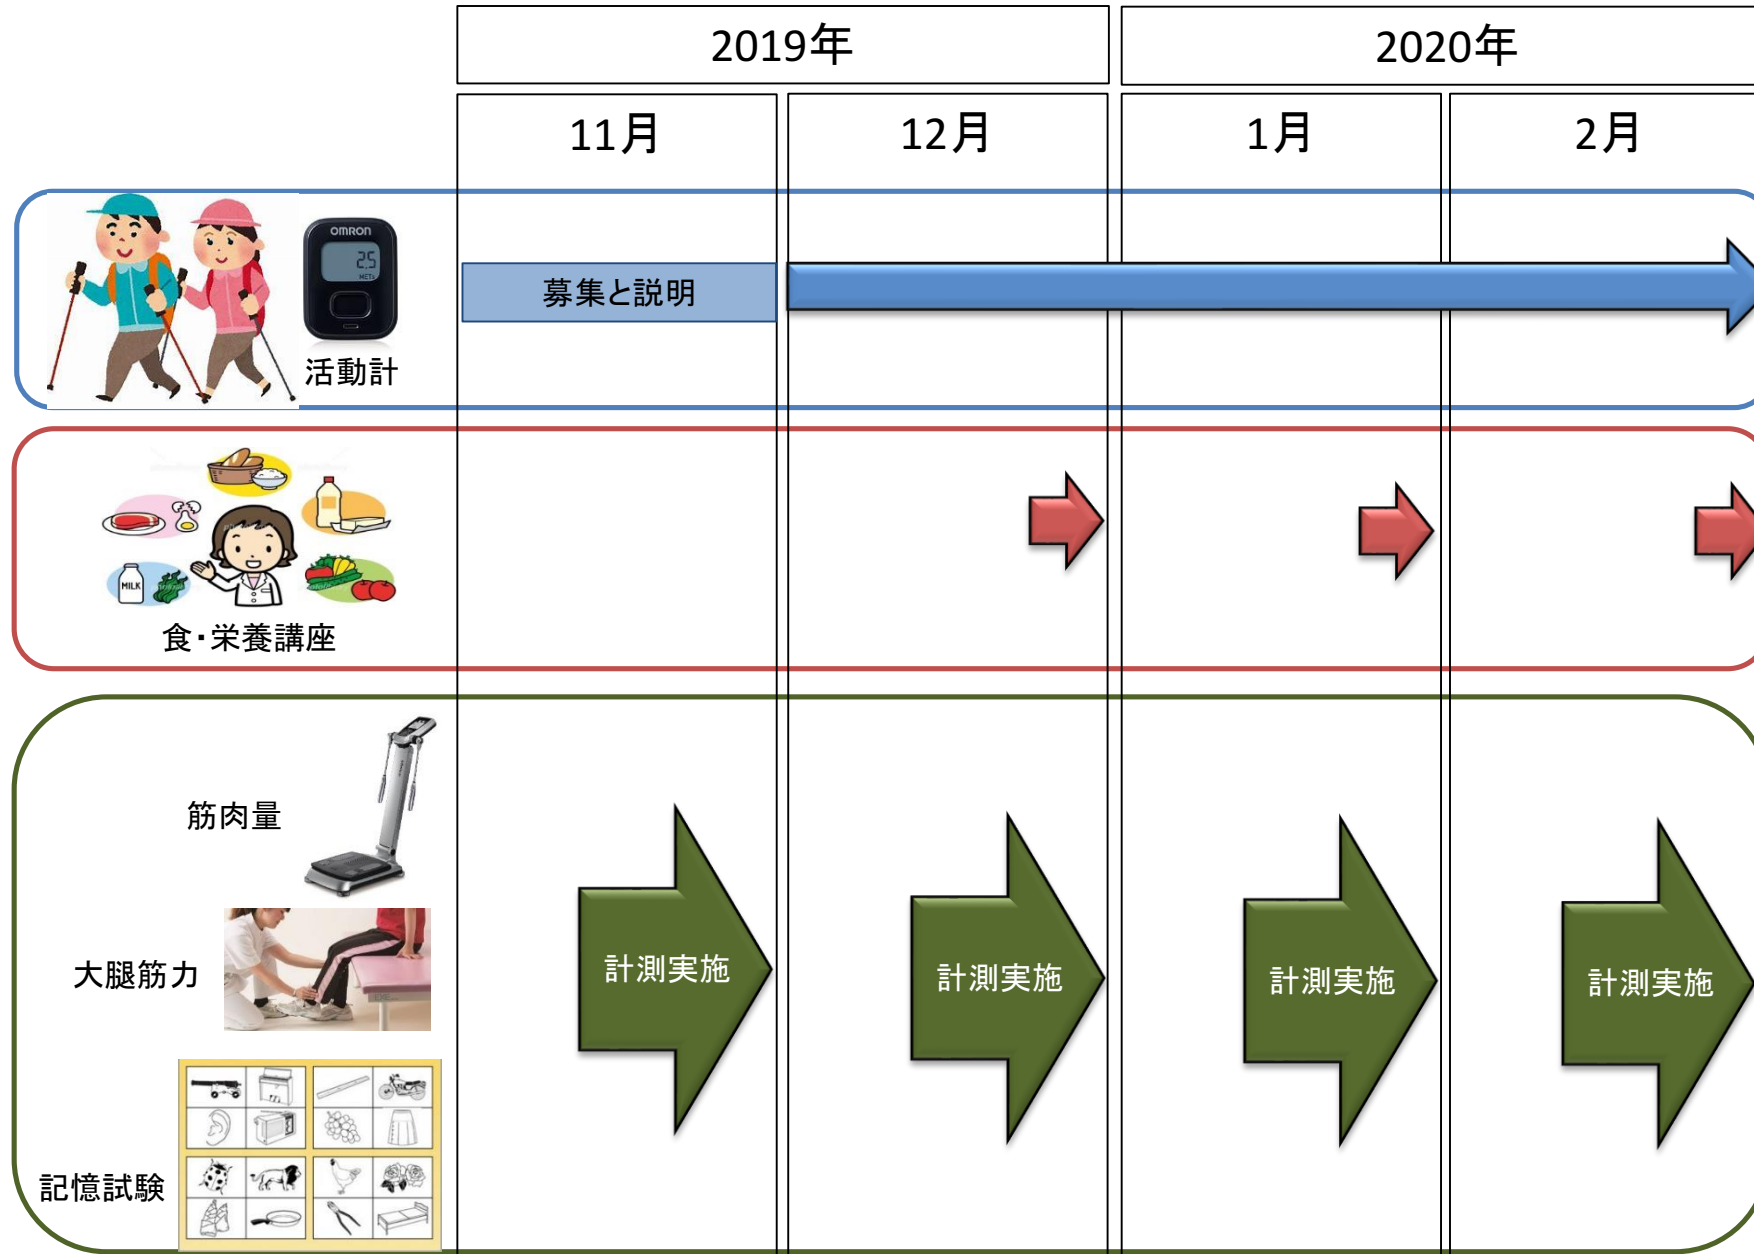 2019年
2020年
11月
12月
1月
2月
OMRON
2.5
METs
活動計
募集と説明
MILK
食・栄養講座
筋肉量
大腿筋力
記憶試験
計測実施
計測実施
計測実施
計測実施